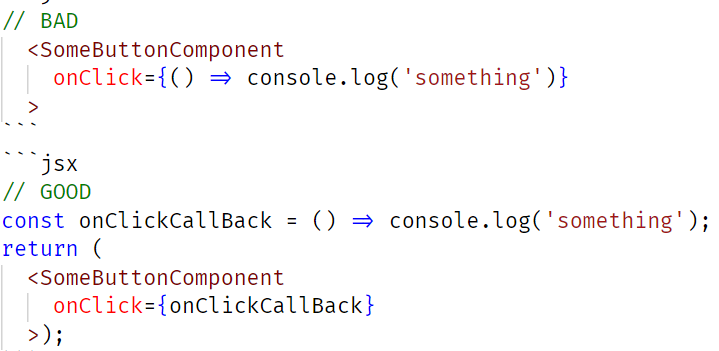 // BAD
<SomeButtonComponent
onClick={() => console.log('something')}
>
```
```jsx
// GOOD
const onClickCallBack = () => console.log('something');
return (
<SomeButtonComponent
onClick={onClickCallBack}
>);